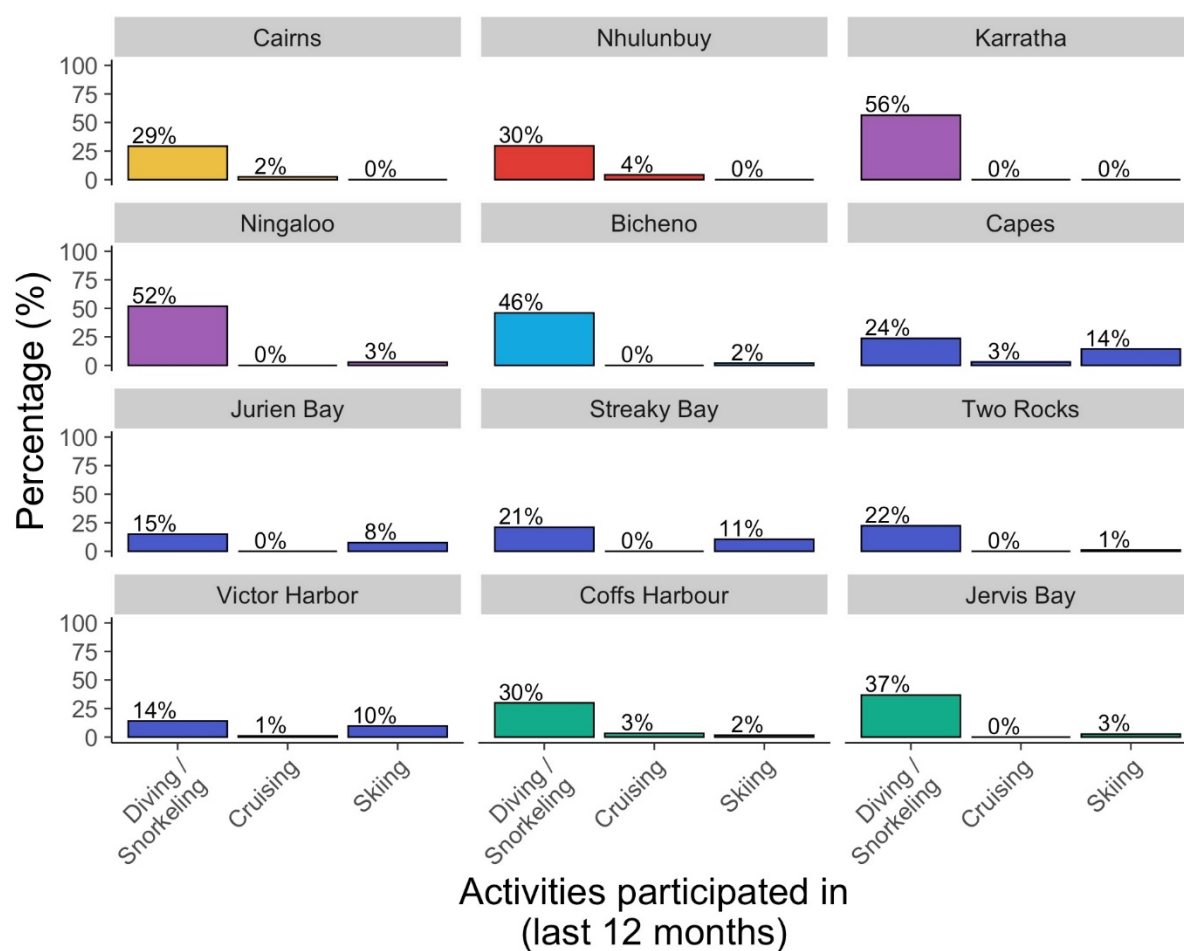 Cairns
Nhulunbuy
Karratha
100
75
50
25
0
29%
2%
0%
30%
4%
0%
56%
0%
0%
Ningaloo
Bicheno
Capes
100
75
50
25
0
52%
0%
3%
46%
0%
2%
24%
3%
14%
Jurien Bay
Streaky Bay
Two Rocks
100
75
50
25
0
15%
0%
8%
21%
0%
11%
22%
0%
1%
Victor Harbor
Coffs Harbour
Jervis Bay
100
75
50
25
0
14%
1%
10%
30%
3%
2%
37%
0%
3%
Percentage (%)
Diving /
Snorkeling
Cruising
Skiing
Diving /
Snorkeling
Cruising
Skiing
Diving /
Snorkeling
Cruising
Skiing
Activities participated in
(last 12 months)